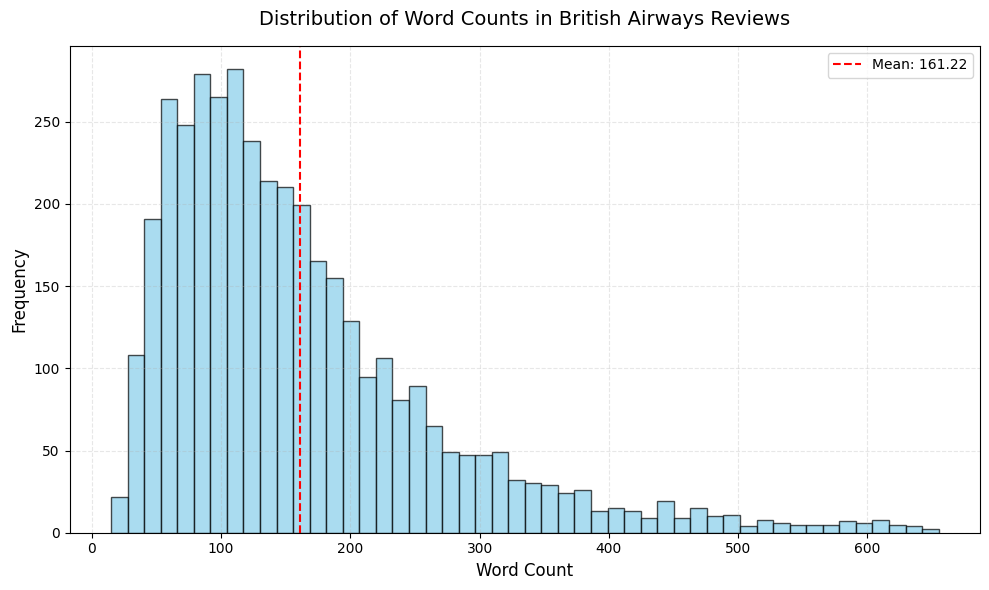 Distribution of Word Counts in British Airways Reviews
Mean: 161.22
250
200
150
100
50
0
Frequency
0 100 200 300 400 500 600
Word Count